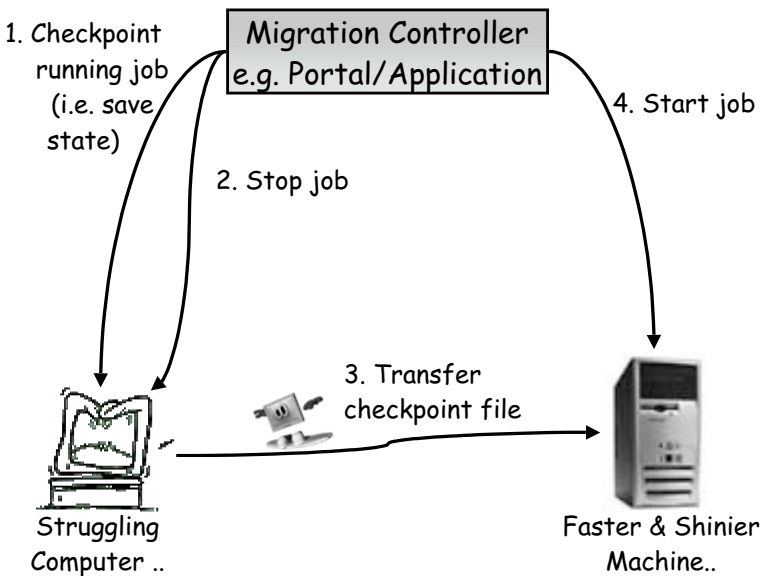 Migration Controller
e.g. Portal/Application
1. Checkpoint
running job
(i.e. save
state)
2. Stop job
4. Start job
3. Transfer
checkpoint file
Struggling
Computer ..
Faster & Shinier
Machine..